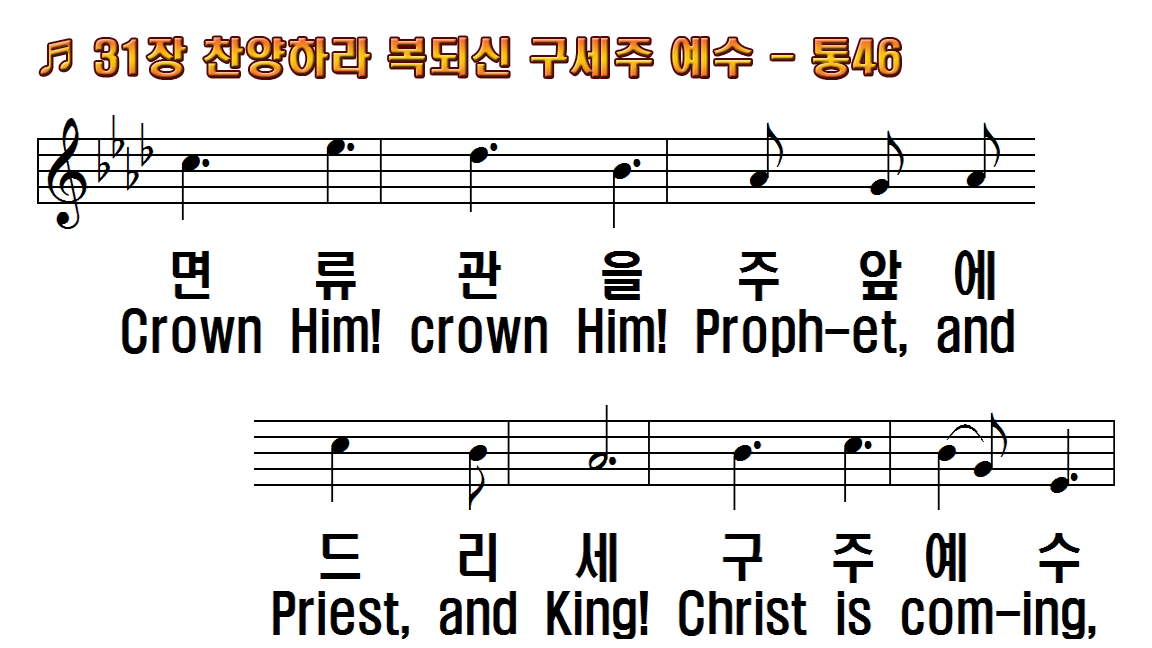 ♬ 31장 찬양하라 복되신 구세주 예수 - 통46
면 류 관 을 주 앞 에
Crown Him! crown Him! Proph-et, and
드 리 세 구 주 예 수
Priest, and King! Christ is com-ing,